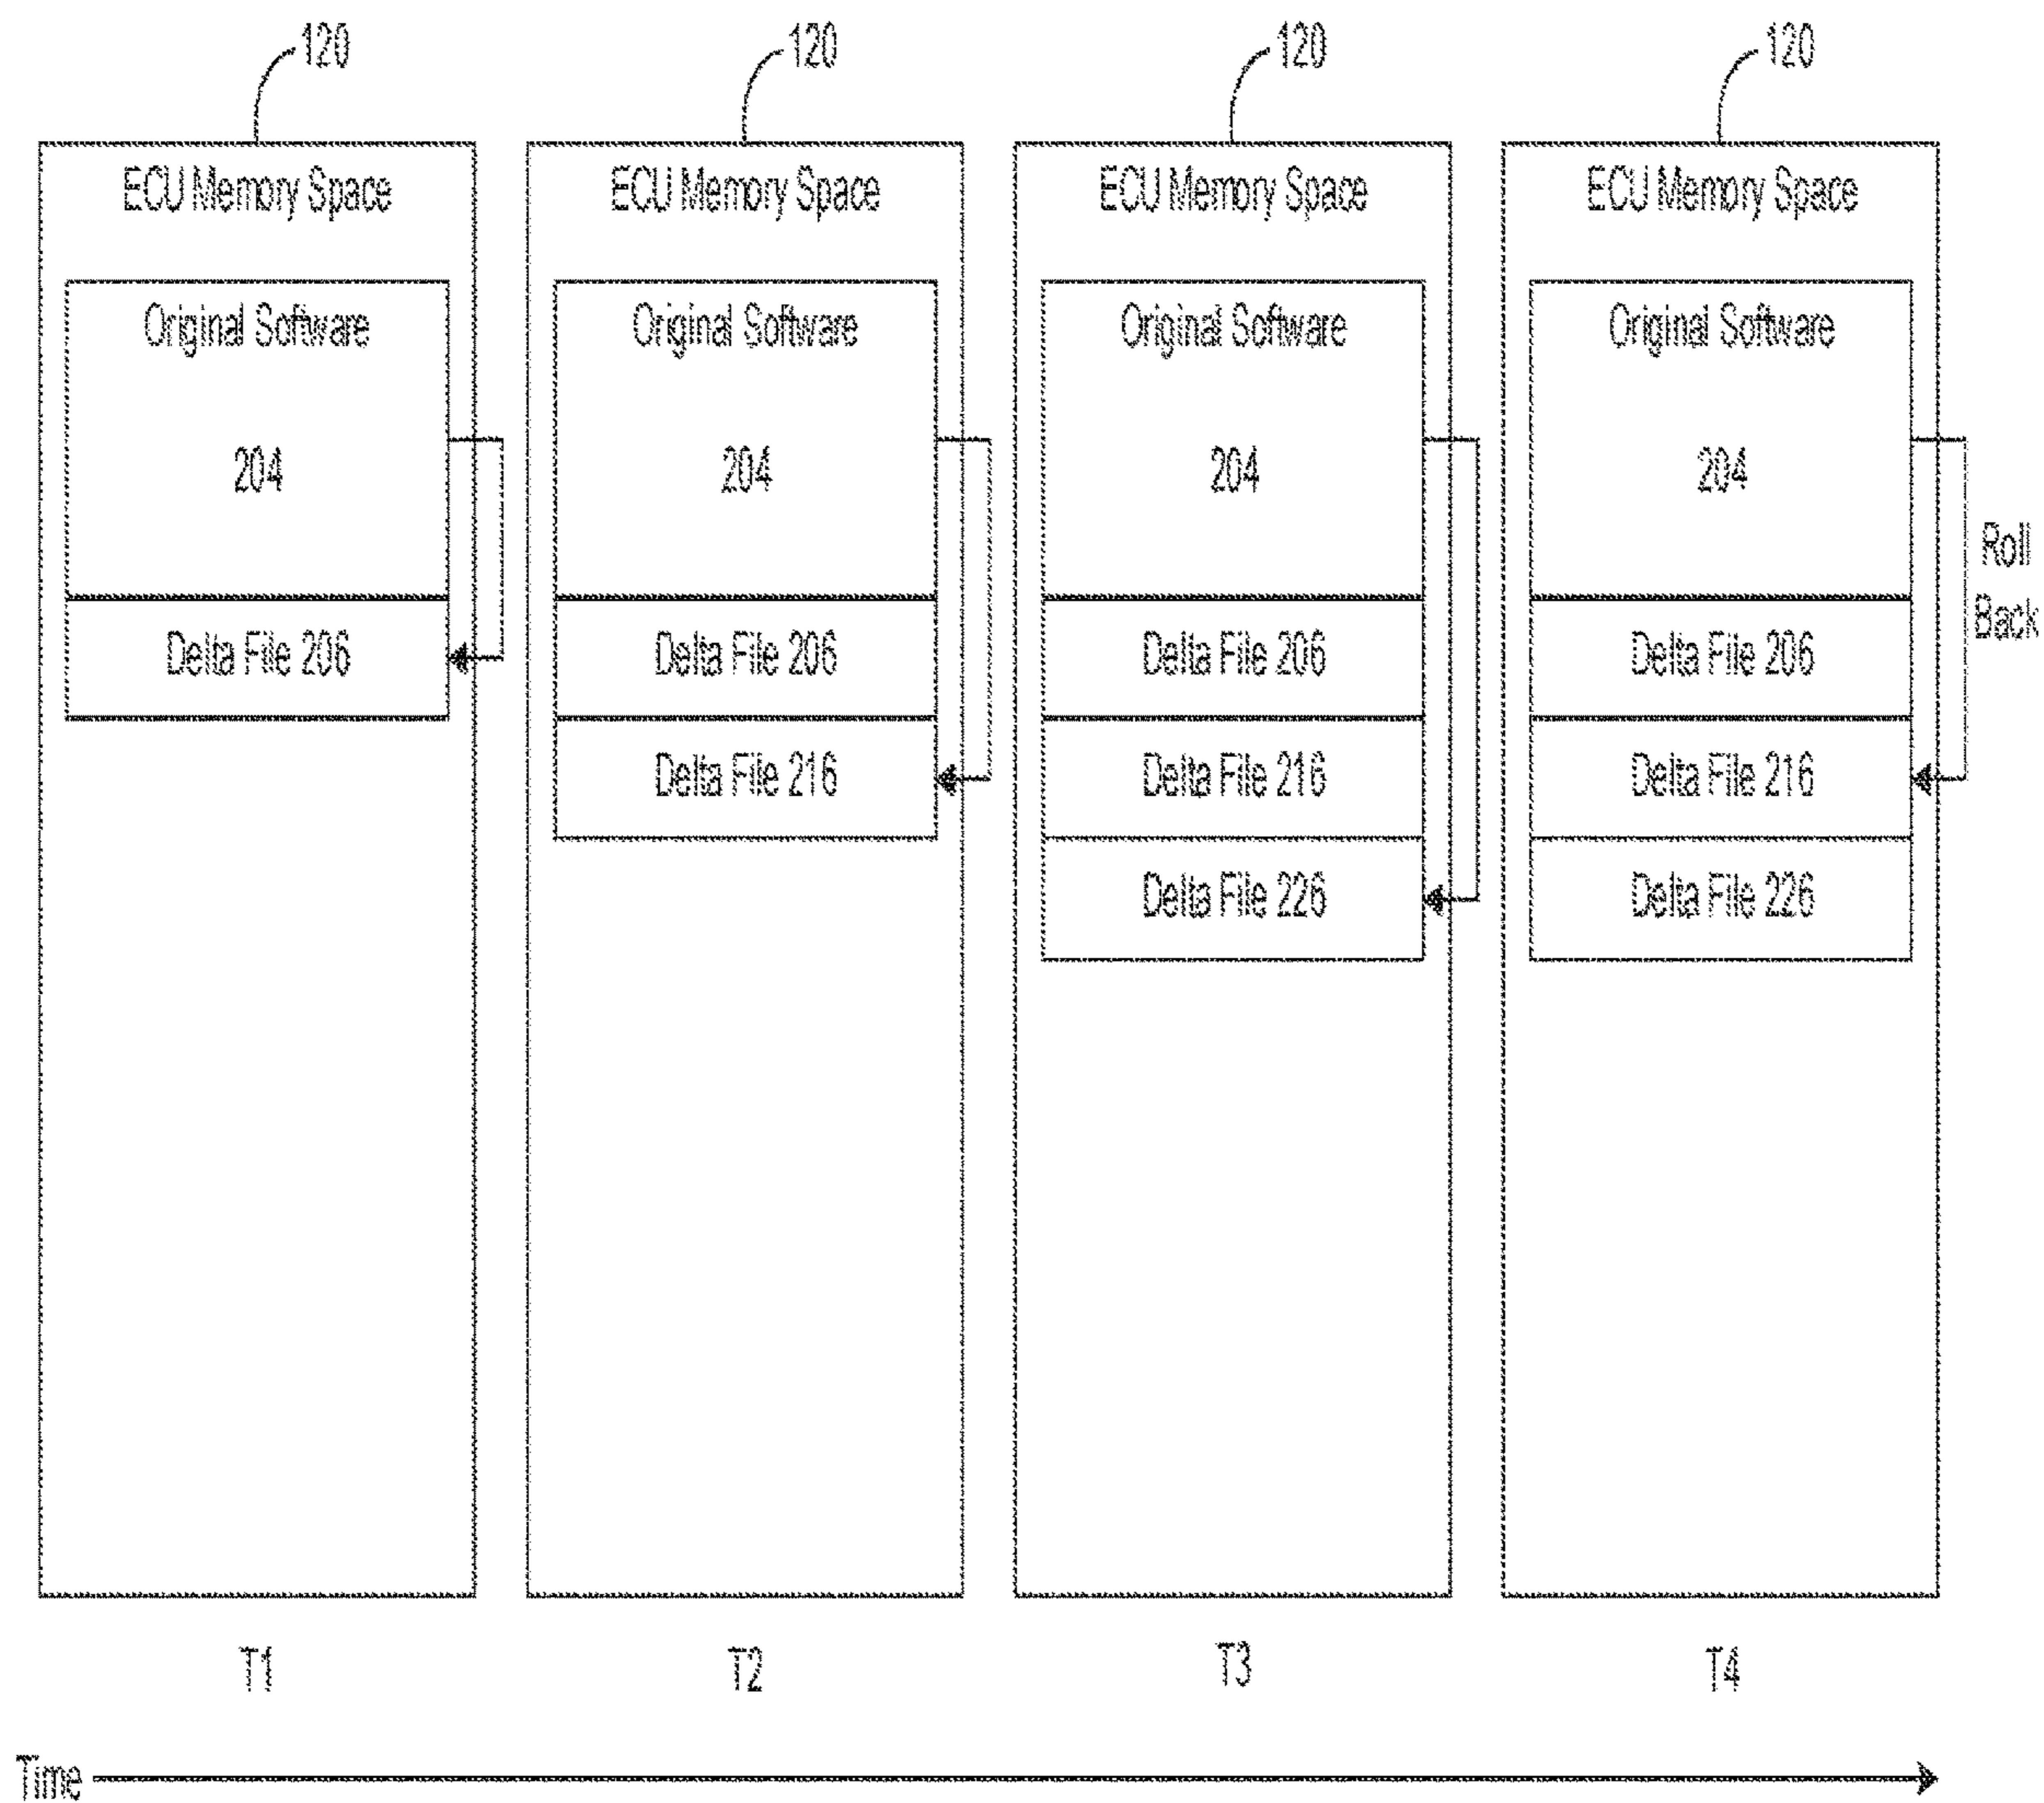 120
120
120
120
ECU Memory Space
Original Software
204
Delta File 206
ECU Memory Space
Original Software
204
Delta File 206
Delta File 216
ECU Memory Space
Original Software
204
Delta File 206
Delta File 216
Delta File 226
ECU Memory Space
Original Software
204
Delta File 206
Delta File 216
Delta File 226
Roll
Back
T1
T2
T3
T4
Time